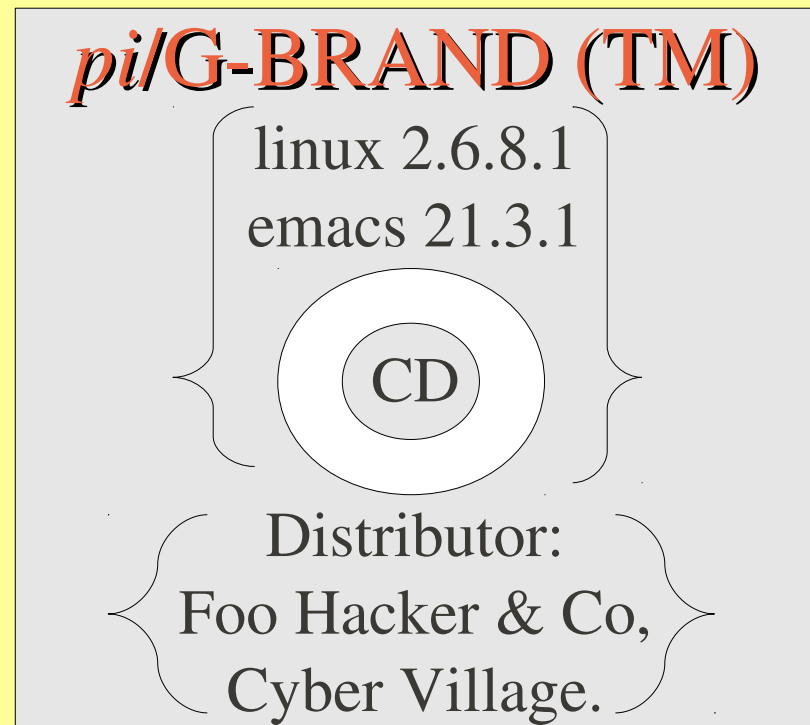 pi/G-BRAND (TM)
linux 2.6.8.1
emacs 21.3.1
CD
Distributor:
Foo Hacker & Co,
Cyber Village.